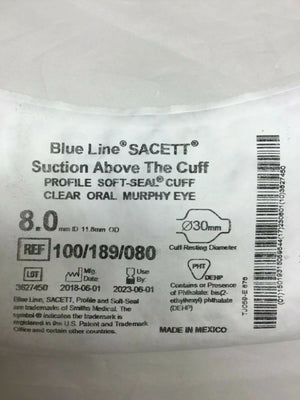 Blue Line® SACETT®
Suction Above The Cuff
PROFILE SOFT-SEAL® CUFF
CLEAR ORAL MURPHY EYE
8.0 mm ID 11.8mm OD
Ø30mm
Cuff Resting Diameter
REF 100/189/080
LOT
3627450
Mfg. Date:
2018-06-01
Use By:
2023-06-01
PHT
DEHP
Contains or Presence
of Phthalate: bis(2-
ethylhexyl) phthalate
(DEHP)
Blue Line, SACETT, Profile and Soft-Seal
are trademarks of Smiths Medical. The
symbol ® indicates the trademark is
registered in the U.S. Patent and Trademark
Office and certain other countries.
MADE IN MEXICO